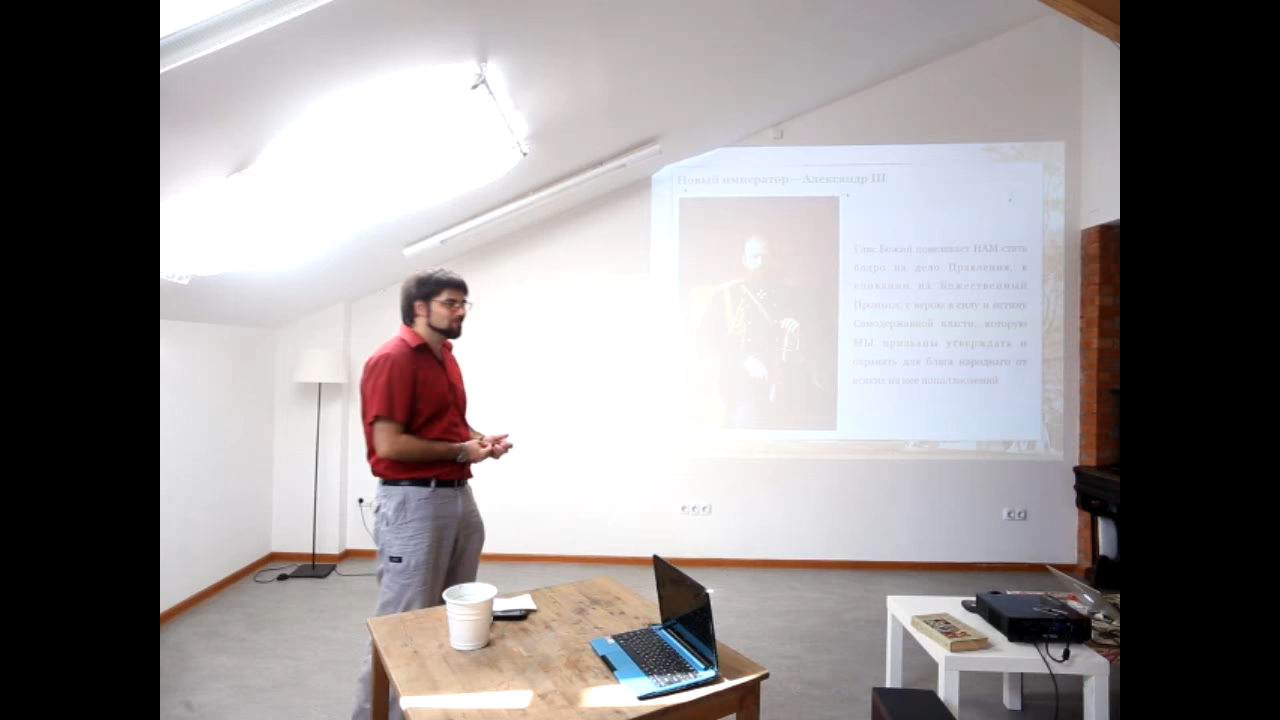 Новый император – Александр III
Глас Божий повелевает НАМ стать
бодро на дело Правления, в
уповании на Божественный
Промысл, с верою в силу и истину
Самодержавной власти, которую
МЫ призваны утверждать и
охранять для блага народного от
всяких на нее поползновений